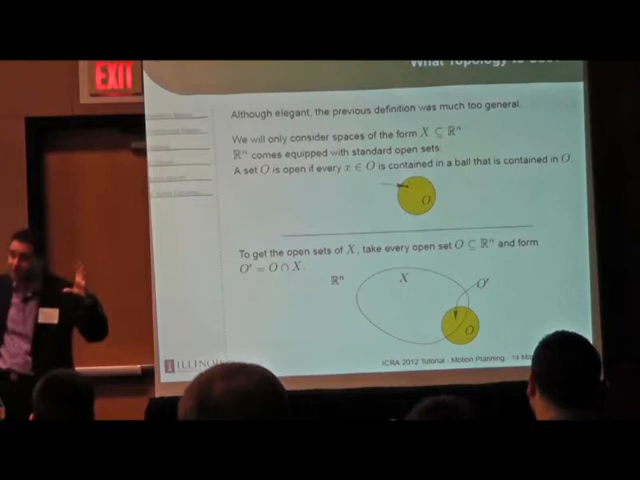 EXIT
What Topology to
Although elegant, the previous definition was much too general.
We will only consider spaces of the form X ⊆ ℝⁿ
ℝⁿ comes equipped with standard open sets:
A set O is open if every x ∈ O is contained in a ball that is contained in O
O
To get the open sets of X, take every open set O ⊆ ℝⁿ and form
O′ = O ∩ X.
ℝⁿ
X
O′
O
ILLINO
ICRA 2012 Tutorial - Motion Planning - 14 Ma